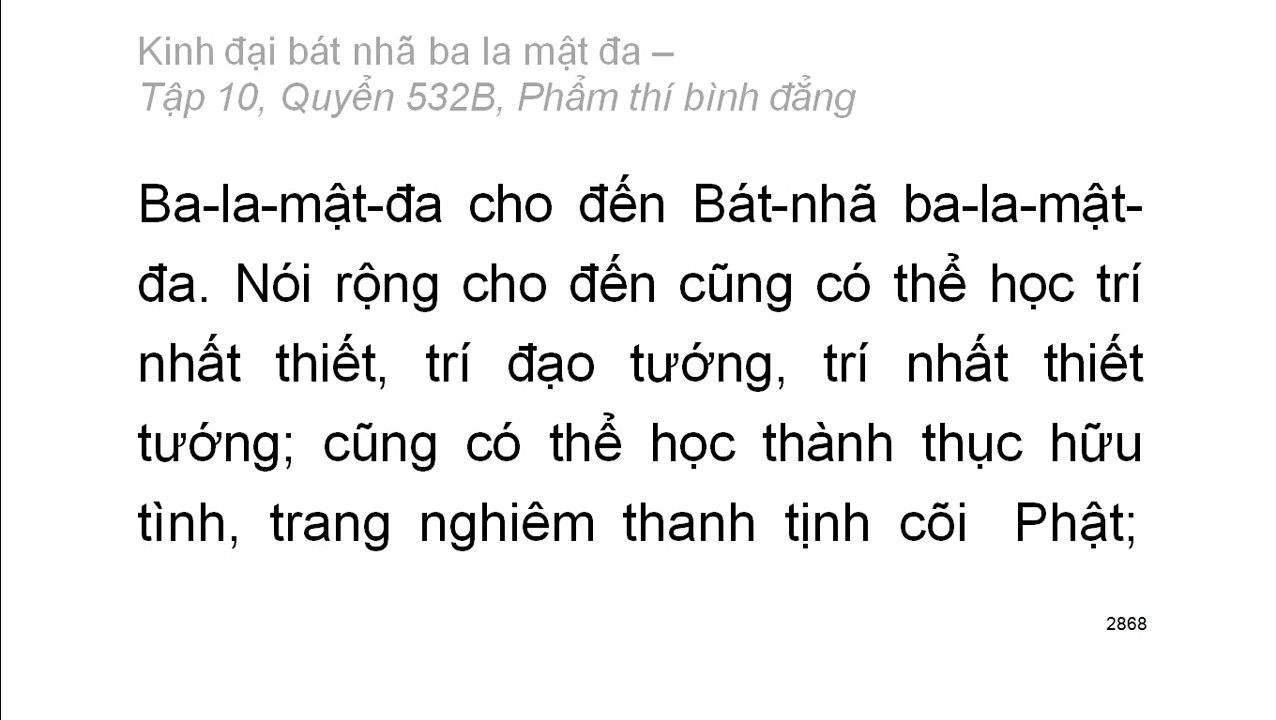 Kinh đại bát nhã ba la mật đa –
Tập 10, Quyển 532B, Phẩm thí bình đẳng
Ba-la-mật-đa cho đến Bát-nhã ba-la-mật-
đa. Nói rộng cho đến cũng có thể học trí
nhất thiết, trí đạo tướng, trí nhất thiết
tướng; cũng có thể học thành thục hữu
tình, trang nghiêm thanh tịnh cõi Phật;
2868